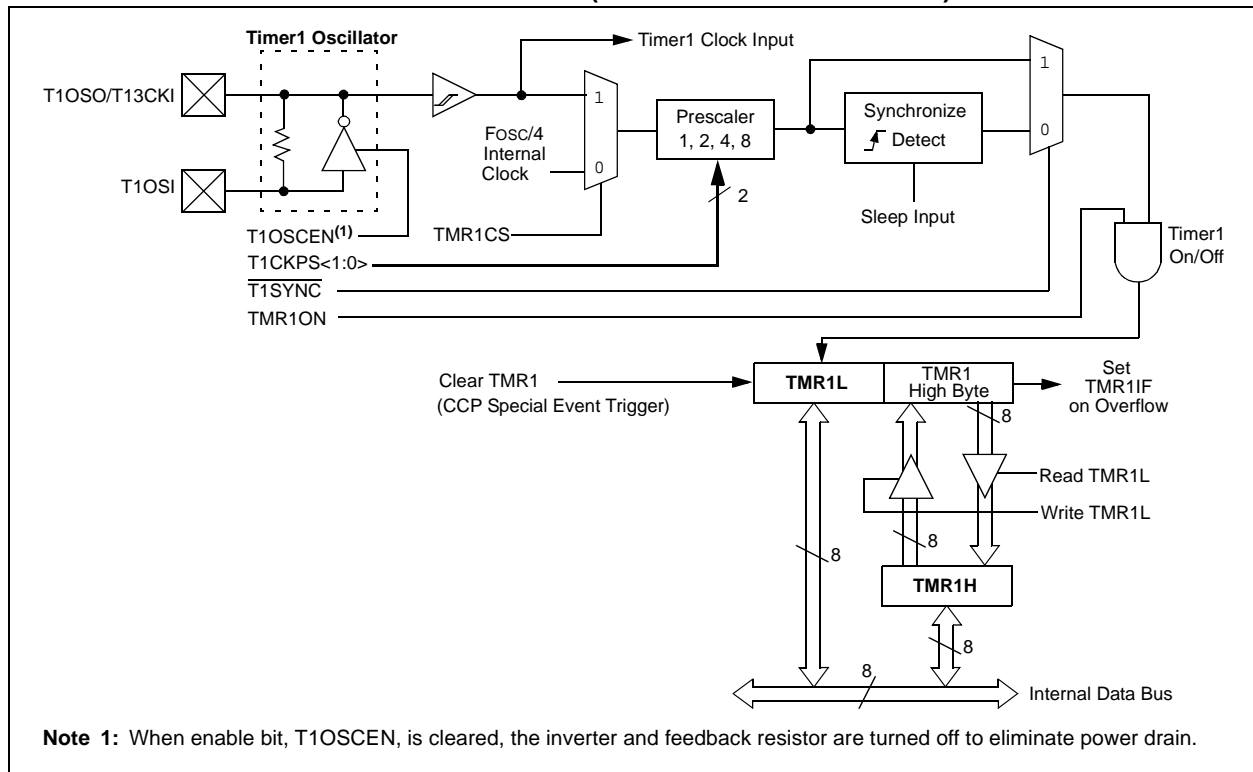 Timer1 Oscillator
Timer1 Clock Input
T1OSO/T13CKI
T1OSI
1
0
FOSC/4
Internal
Clock
Prescaler
1, 2, 4, 8
2
Synchronize
Detect
Sleep Input
1
0
T1OSCEN(1)
TMR1CS
T1CKPS<1:0>
T1SYNC
TMR1ON
Timer1
On/Off
Clear TMR1
(CCP Special Event Trigger)
TMR1L
TMR1
High Byte
Set
TMR1IF
on Overflow
8
Read TMR1L
Write TMR1L
8
8
TMR1H
8
8
Internal Data Bus
Note 1: When enable bit, T1OSCEN, is cleared, the inverter and feedback resistor are turned off to eliminate power drain.